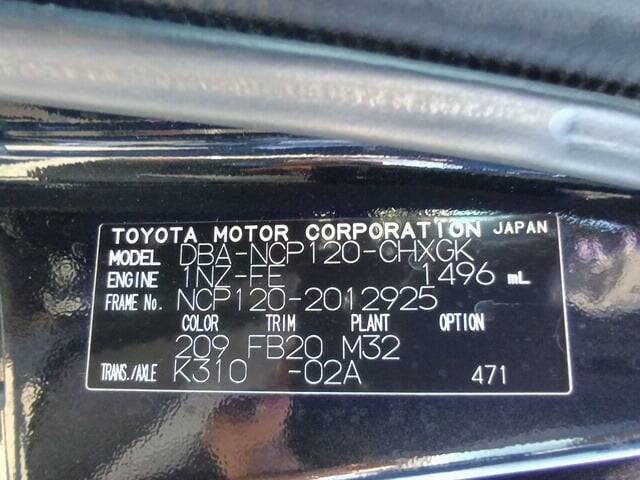 TOYOTA MOTOR CORPORATION JAPAN
MODEL DBA-NCP120-CHXGK
ENGINE 1NZ-FE 1496 mL
FRAME No. NCP120-2012925
COLOR TRIM PLANT OPTION
209 FB20 M32
TRANS./AXLE K310 -02A 471